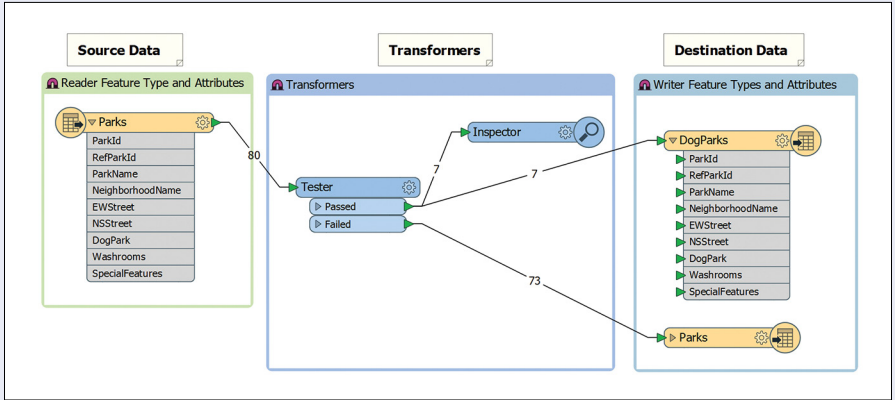 Source Data
Transformers
Destination Data
Reader Feature Type and Attributes
Transformers
Writer Feature Types and Attributes
Parks
ParkId
RefParkId
ParkName
NeighborhoodName
EWStreet
NSStreet
DogPark
Washrooms
SpecialFeatures
80
Tester
Passed
Failed
7
Inspector
7
73
DogParks
ParkId
RefParkId
ParkName
NeighborhoodName
EWStreet
NSStreet
DogPark
Washrooms
SpecialFeatures
Parks